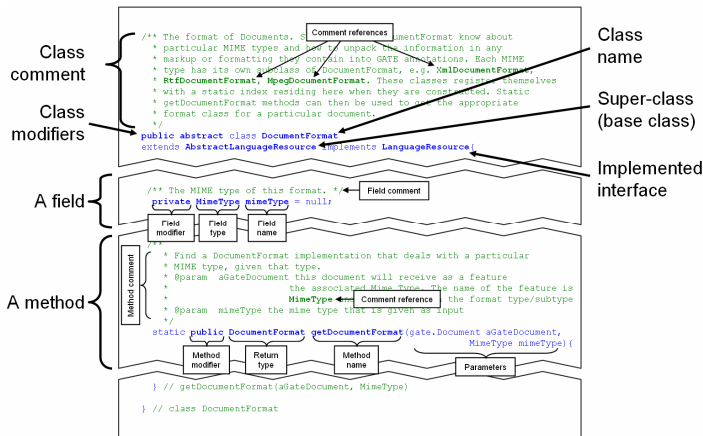 /** The format of Documents. S
Comment references
ocumentFormat know about
* particular MIME types and how to unpack the information in any
* markup or formatting they contain into GATE annotations. Each MIME
* type has its own subclass of DocumentFormat, e.g. XmlDocumentFormat,
* RtfDocumentFormat, MpegDocumentFormat. These classes register themselves
* with a static index residing here when they are constructed. Static
* getDocumentFormat methods can then be used to get the appropriate
* format class for a particular document.
*/
public abstract class DocumentFormat
extends AbstractLanguageResource implements LanguageResource{
Class
comment
Class
modifiers
Class
name
Super-class
(base class)
Implemented
interface
A field
/** The MIME type of this format. */
Field comment
private MimeType mimeType = null;
Field
modifier
Field
type
Field
name
A method
Method comment
/**
* Find a DocumentFormat implementation that deals with a particular
* MIME type, given that type.
* @param aGateDocument this document will receive as a feature
* the associated Mime Type. The name of the feature is
* MimeType
Comment reference
the format type/subtype
* @param mimeType the mime type that is given as input
*/
static public DocumentFormat getDocumentFormat(gate.Document aGateDocument,
MimeType mimeType){
Method
modifier
Return
type
Method
name
Parameters
} // getDocumentFormat(aGateDocument, MimeType)
} // class DocumentFormat